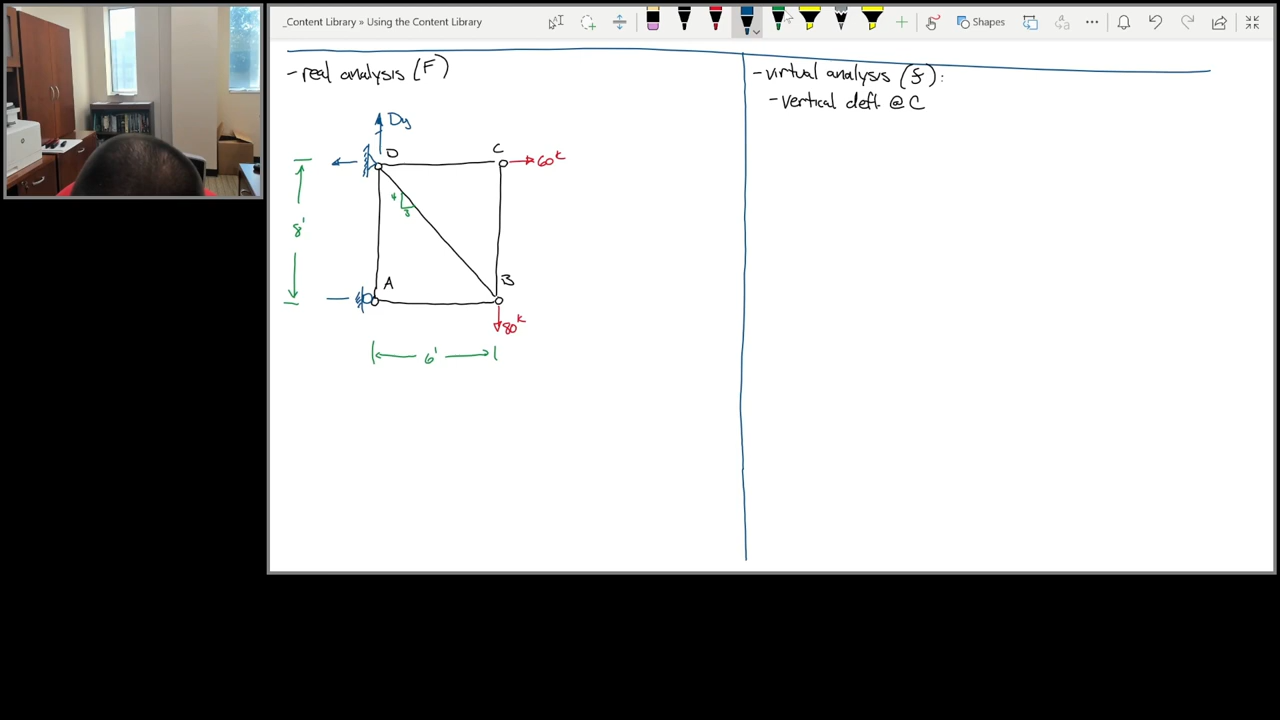 _Content Library » Using the Content Library
Shapes
-real analysis (F)
-virtual analysis (f):
-vertical defl. @ C
Dy
D
C
60k
4
3
8'
A
B
80k
6'